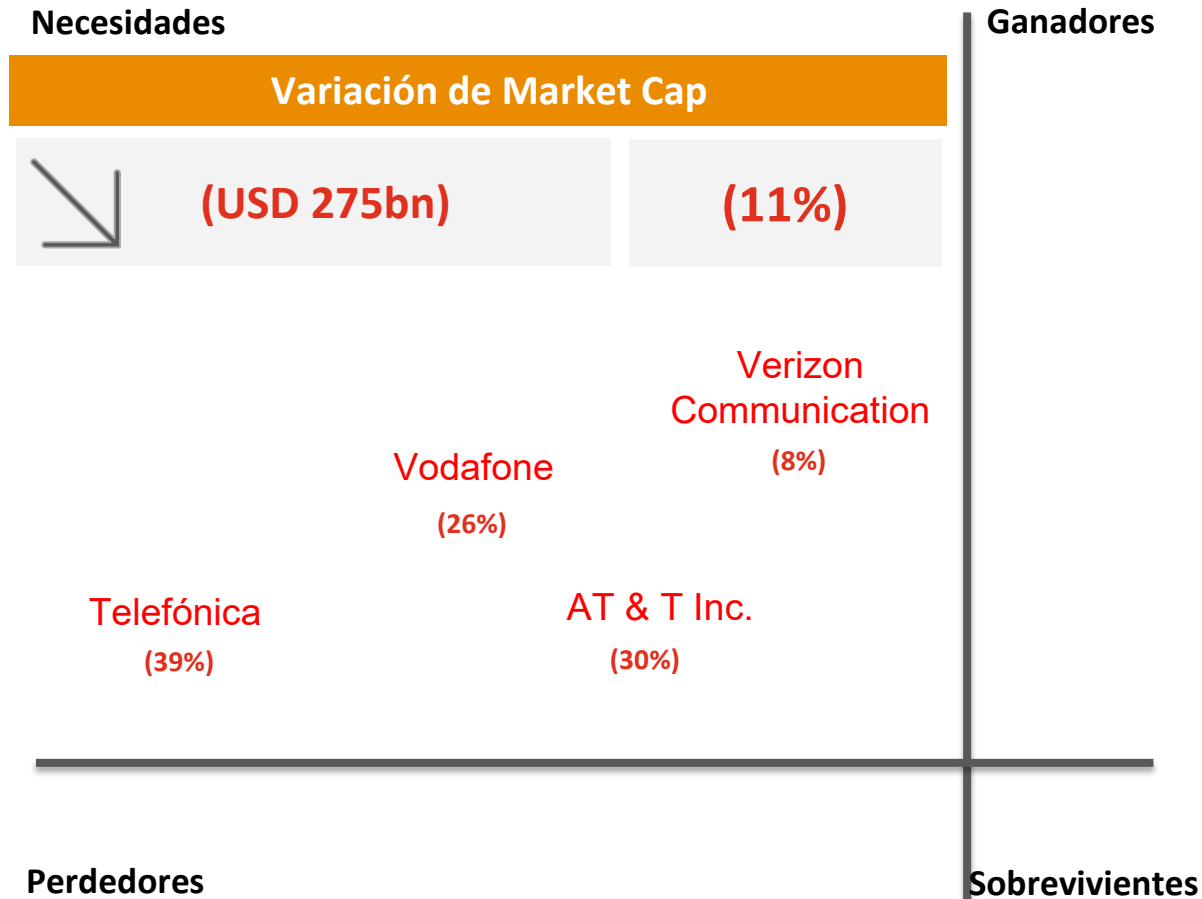 Necesidades
Ganadores
Variación de Market Cap
(USD 275bn)
(11%)
Verizon
Communication
(8%)
Vodafone
(26%)
Telefónica
(39%)
AT & T Inc.
(30%)
Perdedores
Sobrevivientes